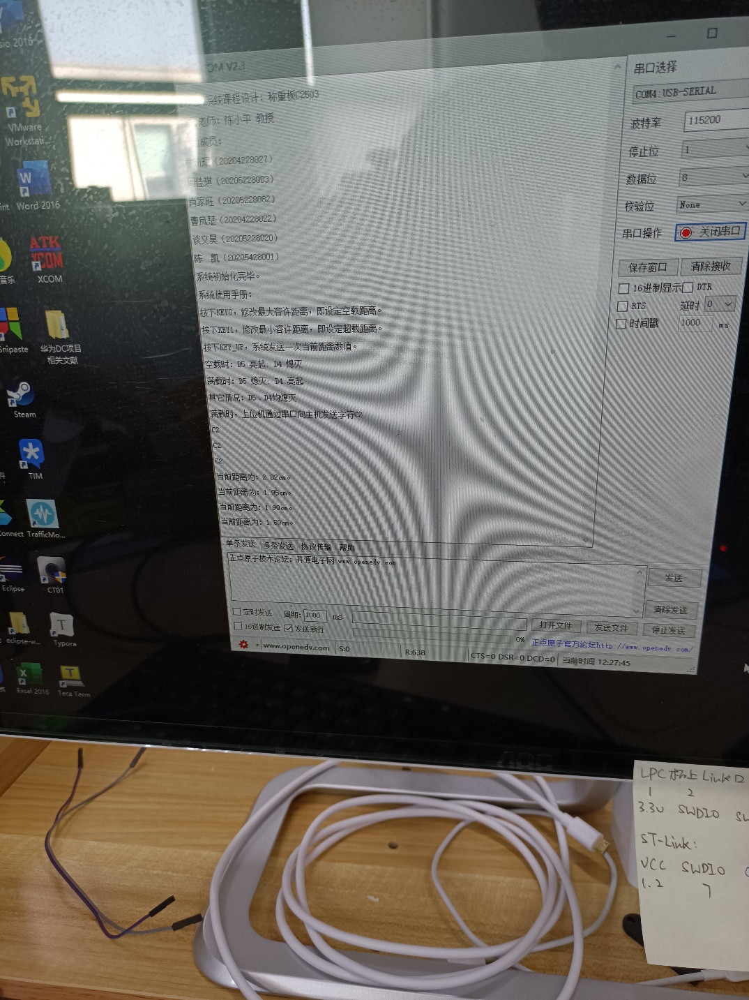 sio 2016
VMware
Workstati...
int
Word 2016
音乐
XCOM
ATK
XCOM
Snipaste
华为DC项目
相关文献
Steam
TIM
Connect
TrafficMo...
Eclipse
CT01
eclipse-w...
Typora
Excel 2016
Tera Term
OM V2.3
系统课程设计：称重板C2503
老师：陈小平 教授
成员：
（20204228027）
佳琪（20205228083）
肖家旺（20205228082）
曹凤楚（20204228022）
谈文昊（20205228020）
陈 凯（20205428001）
系统初始化完毕。
系统使用手册：
按下KEY0，修改最大容许距离，即设定空载距离。
按下KEY1，修改最小容许距离，即设定超载距离。
按下KEY_UP，系统发送一次当前距离数值。
空载时：D5 亮起；D4 熄灭
满载时：D5 熄灭；D4 亮起
其它情况：D5、D4均熄灭
满载时，上位机通过串口向主机发送字符C2
C2
C2
C2
当前距离为：2.02cm。
当前距离为：1.95cm。
当前距离为：1.90cm。
当前距离为：1.59cm。
串口选择
COM4:USB-SERIAL
波特率 115200
停止位 1
数据位 8
校验位 None
串口操作 关闭串口
保存窗口 清除接收
16进制显示 DTR
RTS 延时 0
时间戳 1000 ms
单条发送 多条发送 协议传输 帮助
正点原子技术论坛：开源电子网 www.openedv.com
发送
清除发送
定时发送 周期：1000 ms 打开文件 发送文件 停止发送
16进制发送 发送新行 0% 正点原子官方论坛http://www.openedv.com/
www.openedv.com S:0 R:638 CTS=0 DSR=0 DCD=0 当前时间 12:27:45
AOC
LPC板上Link
1 2
3.3V SWDIO SW
ST-Link:
VCC SWDIO
1.2 7